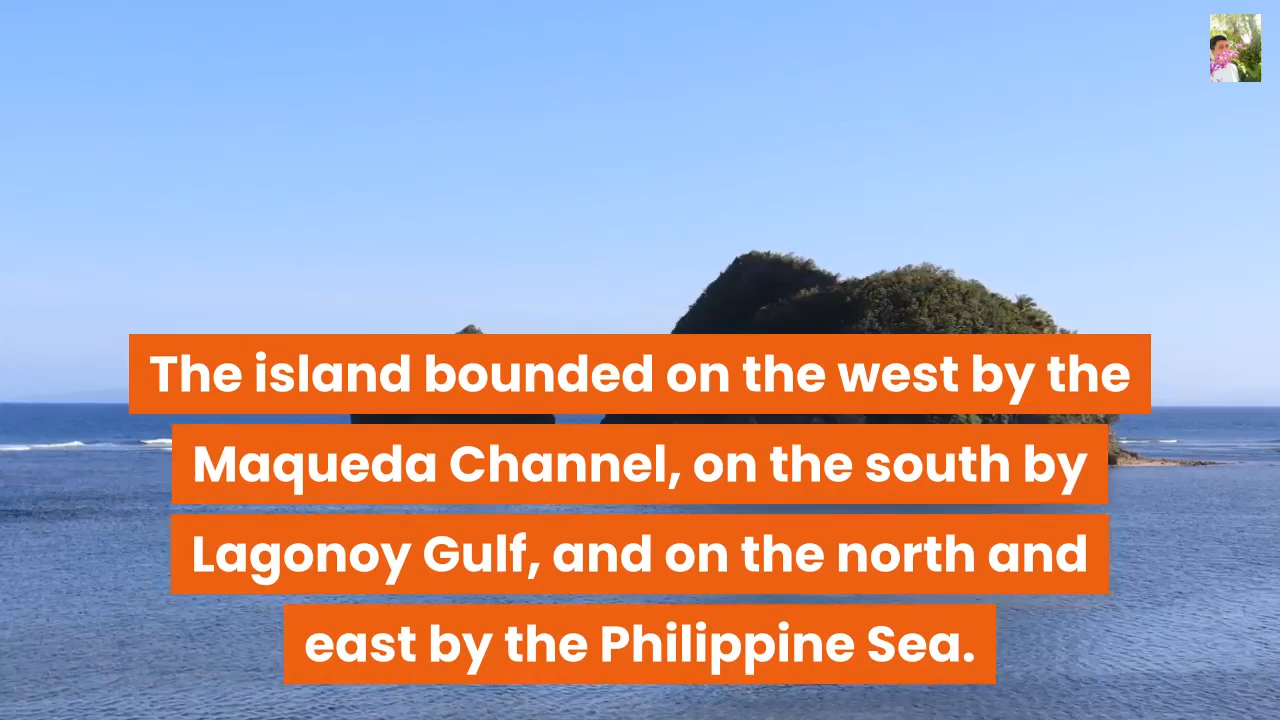 The island bounded on the west by the
Maqueda Channel, on the south by
Lagonoy Gulf, and on the north and
east by the Philippine Sea.